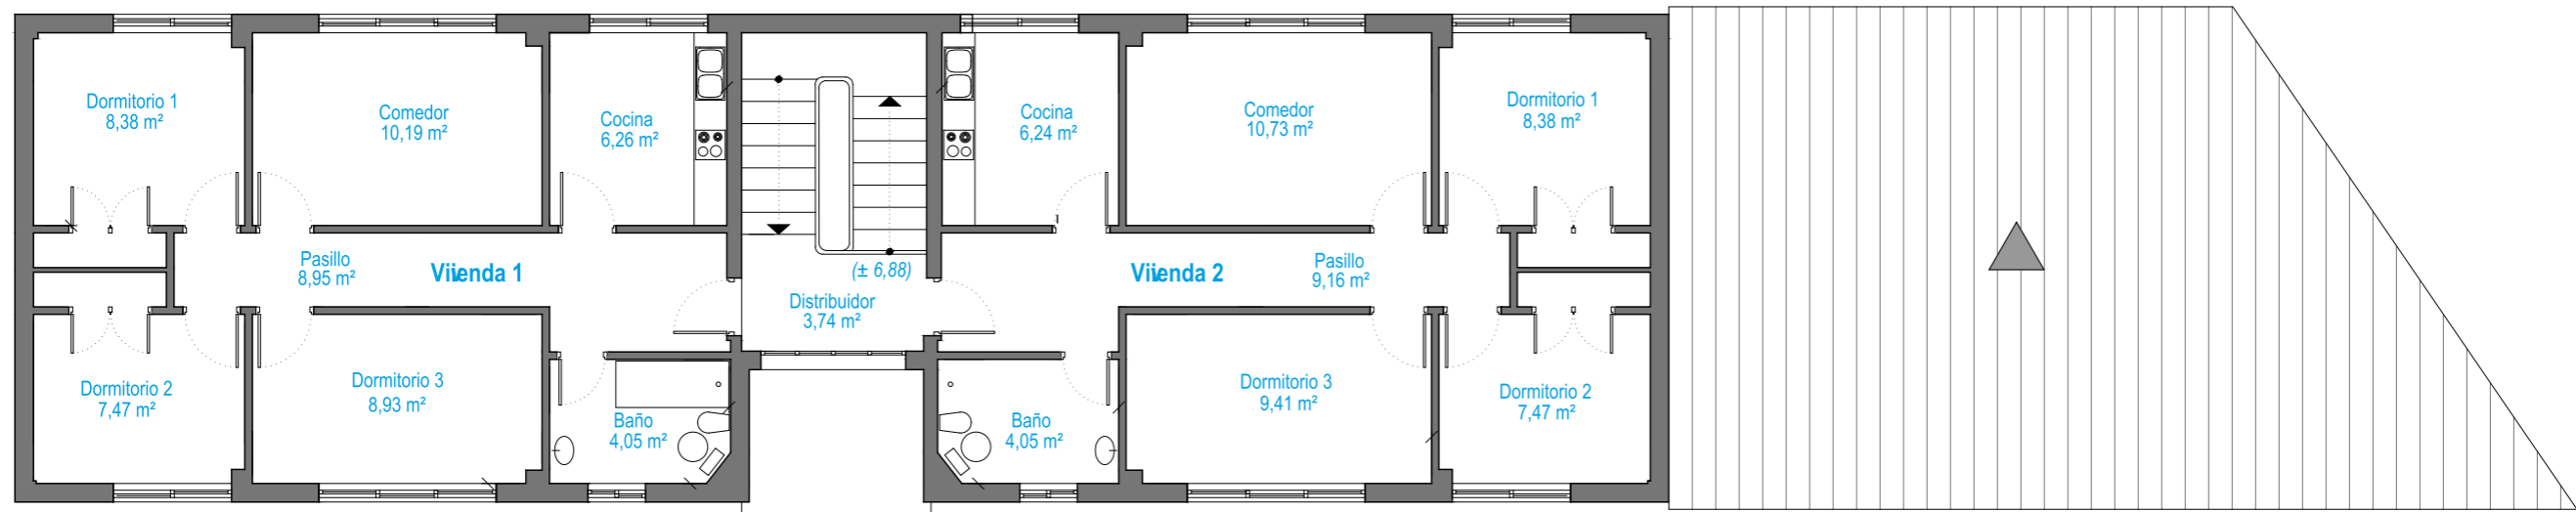 Dormitorio 1
8,38 m²
Comedor
10,19 m²
Cocina
6,26 m²
Cocina
6,24 m²
Comedor
10,73 m²
Dormitorio 1
8,38 m²
Pasillo
8,95 m²
Viienda 1
(± 6,88)
Distribuidor
3,74 m²
Viienda 2
Pasillo
9,16 m²
Dormitorio 2
7,47 m²
Dormitorio 3
8,93 m²
Baño
4,05 m²
Baño
4,05 m²
Dormitorio 3
9,41 m²
Dormitorio 2
7,47 m²